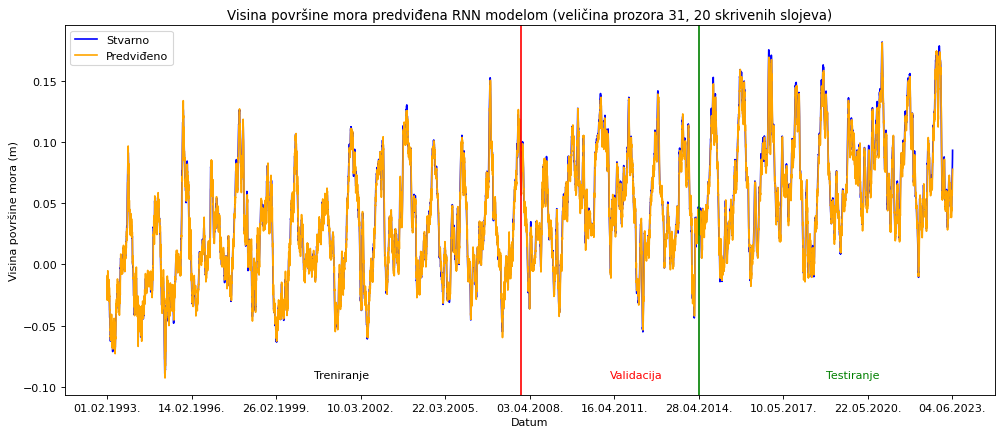 Visina površine mora predviđena RNN modelom (veličina prozora 31, 20 skrivenih slojeva)
Stvarno
Predviđeno
Visina površine mora (m)
0.15
0.10
0.05
0.00
−0.05
−0.10
Treniranje
Validacija
Testiranje
01.02.1993.
14.02.1996.
26.02.1999.
10.03.2002.
22.03.2005.
03.04.2008.
16.04.2011.
28.04.2014.
10.05.2017.
22.05.2020.
04.06.2023.
Datum